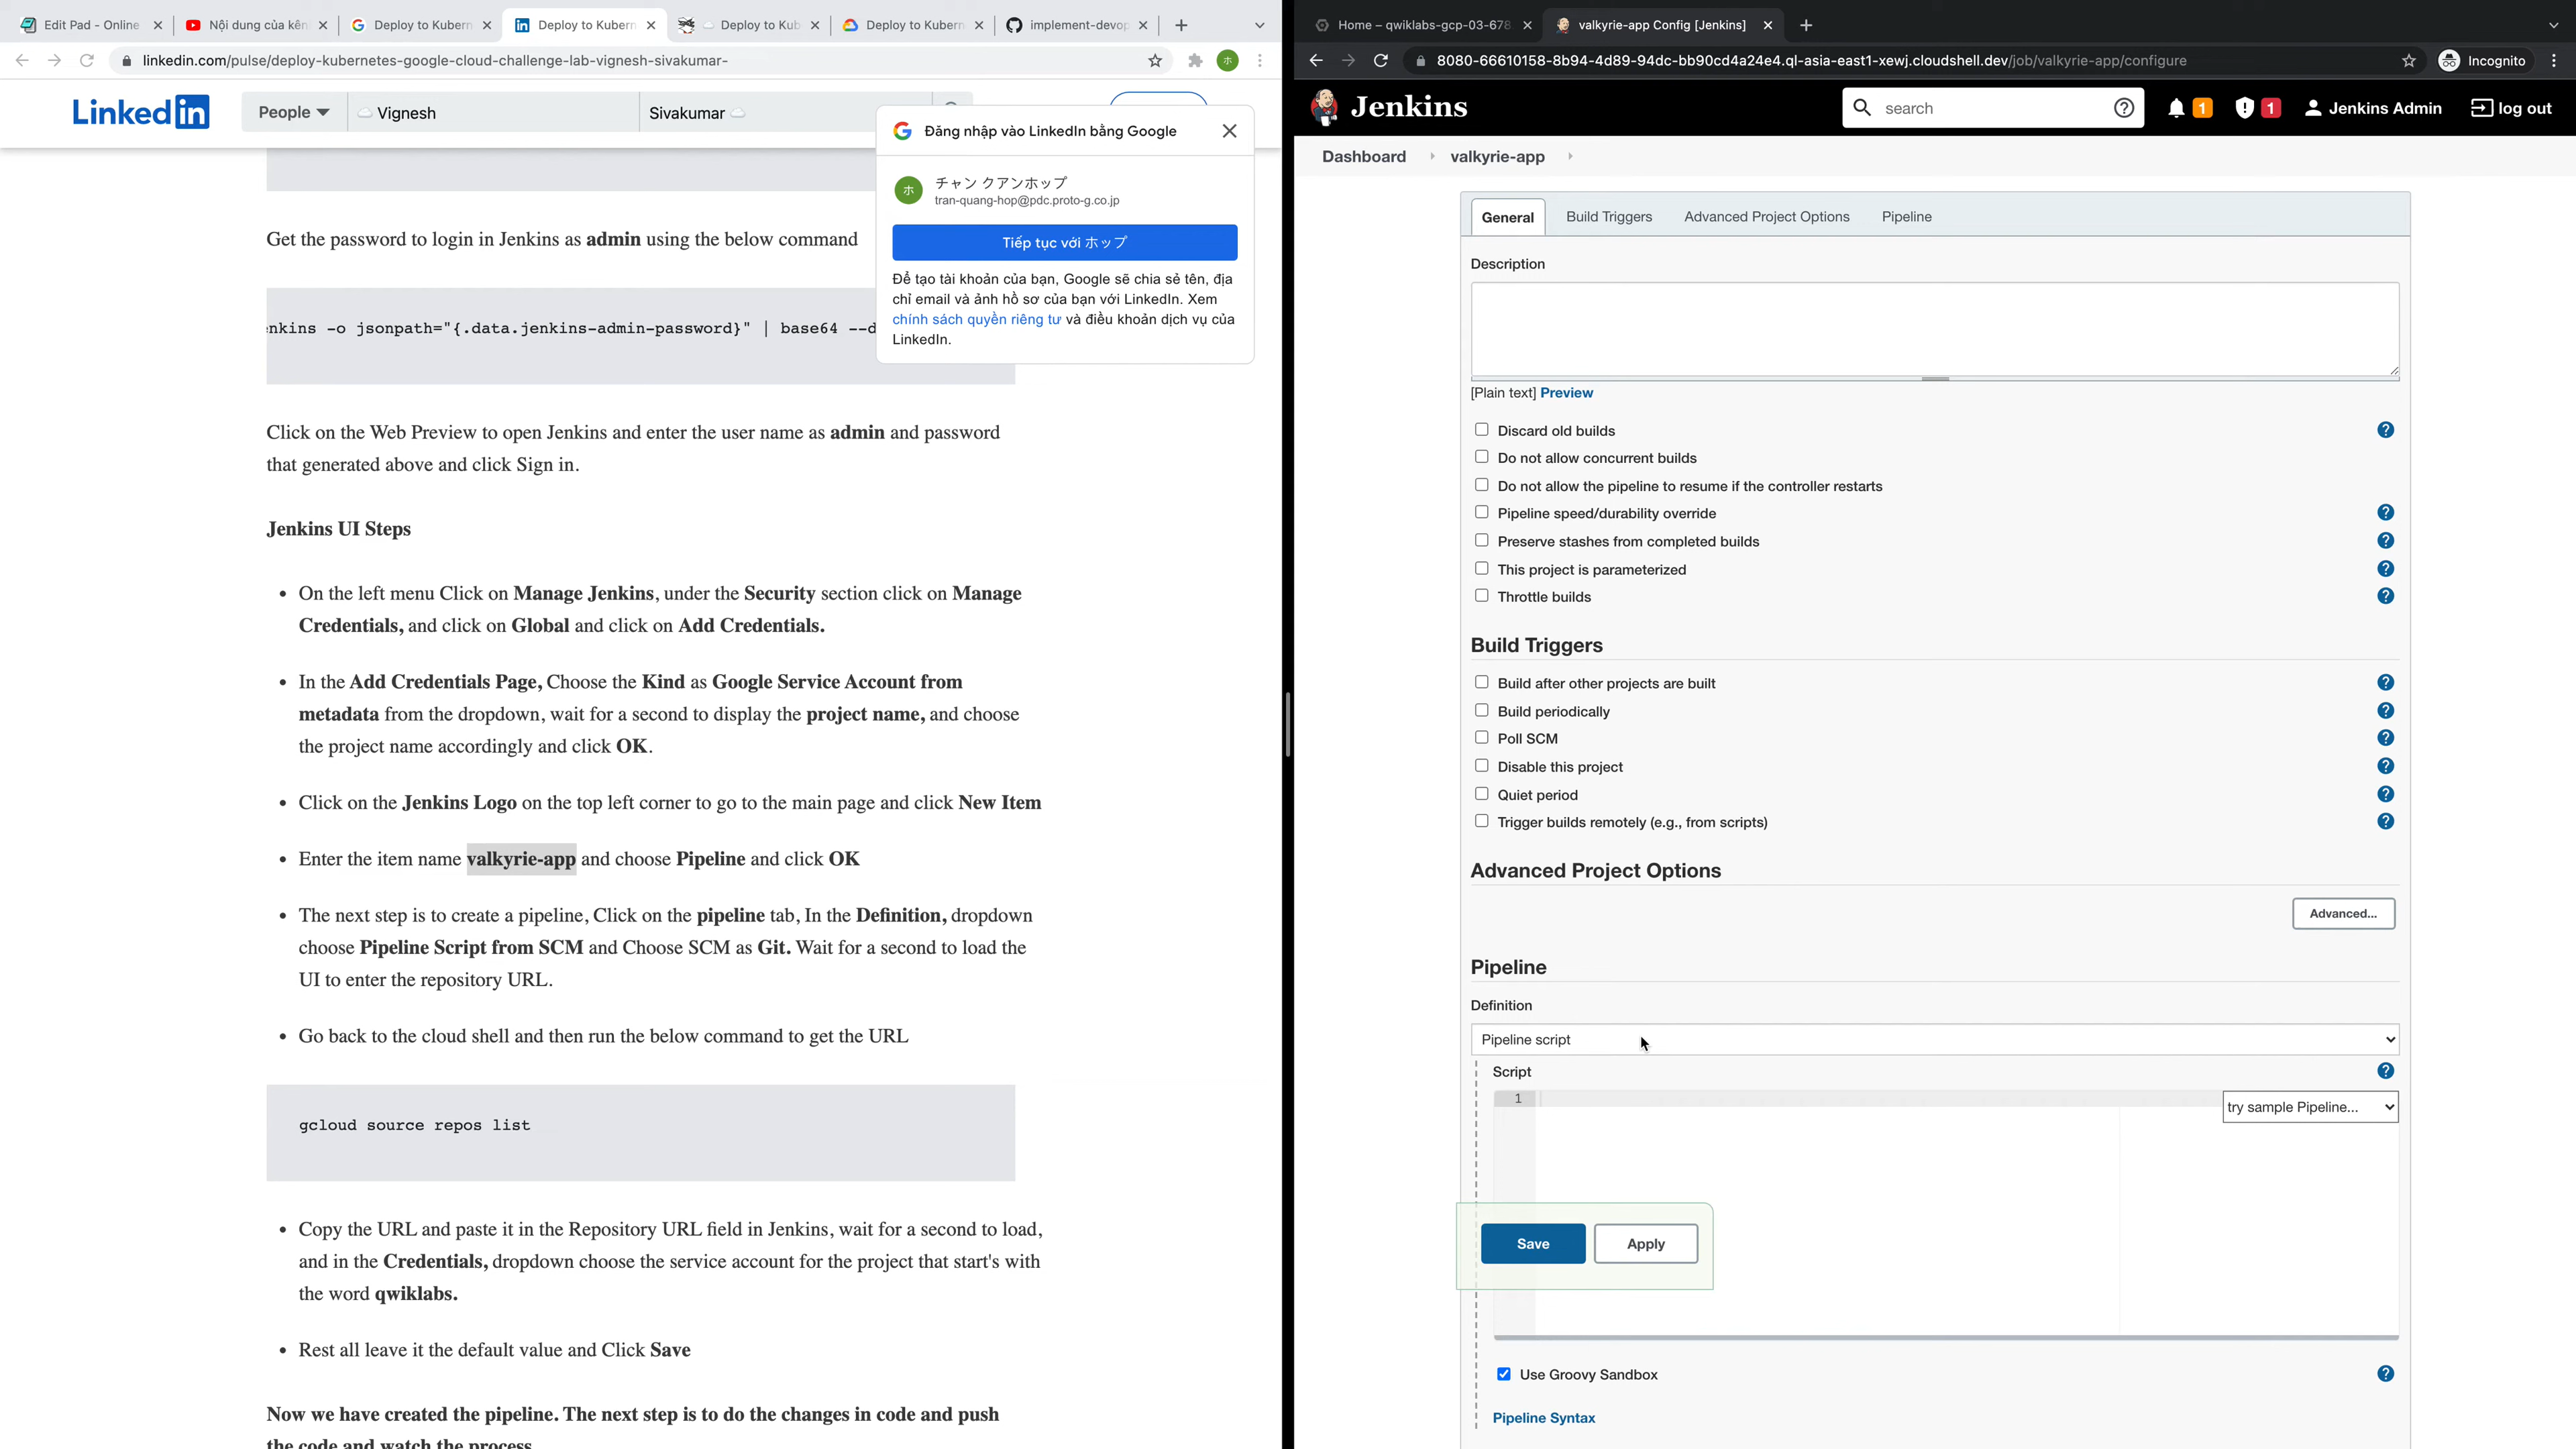 Edit Pad - Online
Nội dung của kên
Deploy to Kubern
Deploy to Kubern
Deploy to Kub
Deploy to Kubern
implement-devop
linkedin.com/pulse/deploy-kubernetes-google-cloud-challenge-lab-vignesh-sivakumar-
ホ
LinkedIn
People
Vignesh
Sivakumar
Đăng nhập vào LinkedIn bằng Google
ホ
チャン クアンホップ
tran-quang-hop@pdc.proto-g.co.jp
Tiếp tục với ホップ
Để tạo tài khoản của bạn, Google sẽ chia sẻ tên, địa
chỉ email và ảnh hồ sơ của bạn với LinkedIn. Xem
chính sách quyền riêng tư và điều khoản dịch vụ của
LinkedIn.
Get the password to login in Jenkins as admin using the below command
nkins -o jsonpath="{.data.jenkins-admin-password}" | base64 --d
Click on the Web Preview to open Jenkins and enter the user name as admin and password
that generated above and click Sign in.
Jenkins UI Steps
• On the left menu Click on Manage Jenkins, under the Security section click on Manage
Credentials, and click on Global and click on Add Credentials.
• In the Add Credentials Page, Choose the Kind as Google Service Account from
metadata from the dropdown, wait for a second to display the project name, and choose
the project name accordingly and click OK.
• Click on the Jenkins Logo on the top left corner to go to the main page and click New Item
• Enter the item name valkyrie-app and choose Pipeline and click OK
• The next step is to create a pipeline, Click on the pipeline tab, In the Definition, dropdown
choose Pipeline Script from SCM and Choose SCM as Git. Wait for a second to load the
UI to enter the repository URL.
• Go back to the cloud shell and then run the below command to get the URL
gcloud source repos list
• Copy the URL and paste it in the Repository URL field in Jenkins, wait for a second to load,
and in the Credentials, dropdown choose the service account for the project that start's with
the word qwiklabs.
• Rest all leave it the default value and Click Save
Now we have created the pipeline. The next step is to do the changes in code and push
the code and watch the process
Home – qwiklabs-gcp-03-678
valkyrie-app Config [Jenkins]
8080-66610158-8b94-4d89-94dc-bb90cd4a24e4.ql-asia-east1-xewj.cloudshell.dev/job/valkyrie-app/configure
Incognito
Jenkins
search
1
1
Jenkins Admin
log out
Dashboard
valkyrie-app
General
Build Triggers
Advanced Project Options
Pipeline
Description
[Plain text] Preview
Discard old builds
Do not allow concurrent builds
Do not allow the pipeline to resume if the controller restarts
Pipeline speed/durability override
Preserve stashes from completed builds
This project is parameterized
Throttle builds
Build Triggers
Build after other projects are built
Build periodically
Poll SCM
Disable this project
Quiet period
Trigger builds remotely (e.g., from scripts)
Advanced Project Options
Advanced...
Pipeline
Definition
Pipeline script
Script
1
try sample Pipeline...
Save
Apply
Use Groovy Sandbox
Pipeline Syntax